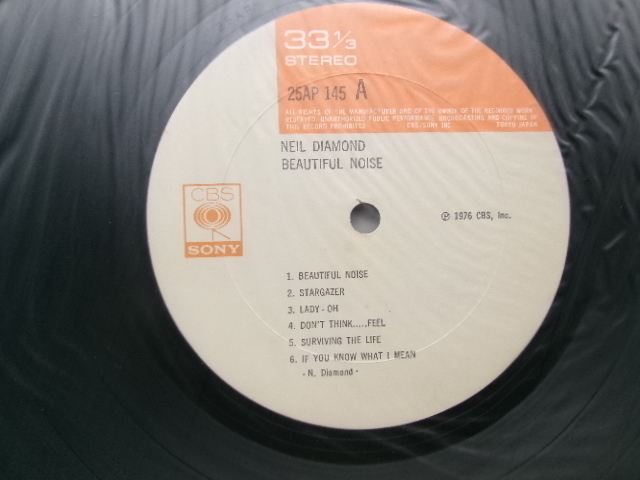 33⅓
STEREO
25AP 145 A
ALL RIGHTS OF THE MANUFACTURER AND OF THE OWNER OF THE RECORDED WORK
RESERVED. UNAUTHORIZED PUBLIC PERFORMANCE, BROADCASTING AND COPYING OF
THIS RECORD PROHIBITED. CBS/SONY INC. TOKYO JAPAN
NEIL DIAMOND
BEAUTIFUL NOISE
CBS
SONY
℗ 1976 CBS, Inc.
1. BEAUTIFUL NOISE
2. STARGAZER
3. LADY-OH
4. DON'T THINK.....FEEL
5. SURVIVING THE LIFE
6. IF YOU KNOW WHAT I MEAN
- N. Diamond -